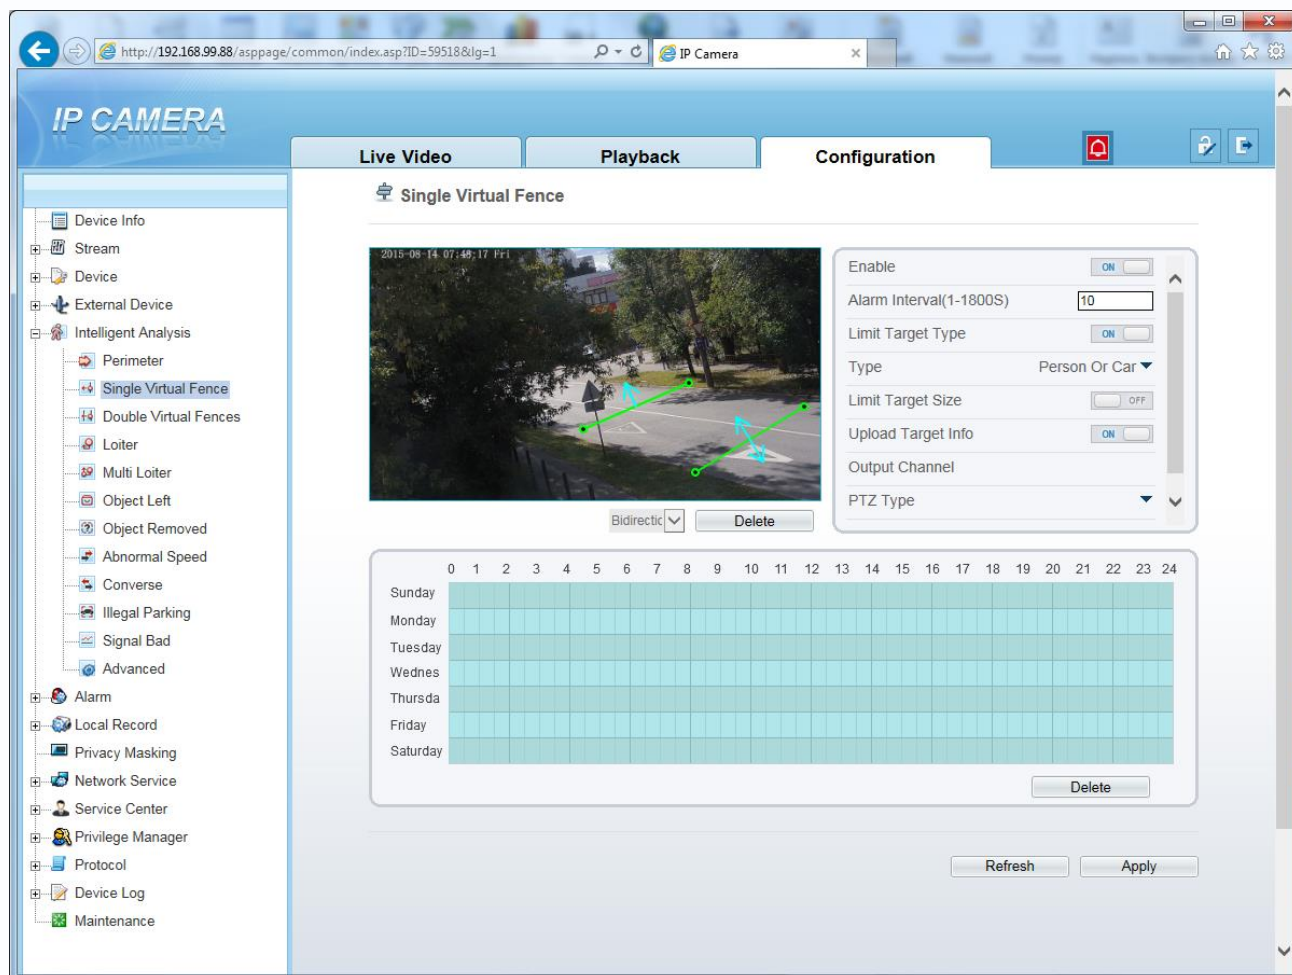 http://192.168.99.88/asppage/common/index.asp?ID=59518&lg=1
IP Camera
IP CAMERA
Live Video
Playback
Configuration
Single Virtual Fence
Device Info
Stream
Device
External Device
Intelligent Analysis
Perimeter
Single Virtual Fence
Double Virtual Fences
Loiter
Multi Loiter
Object Left
Object Removed
Abnormal Speed
Converse
Illegal Parking
Signal Bad
Advanced
Alarm
Local Record
Privacy Masking
Network Service
Service Center
Privilege Manager
Protocol
Device Log
Maintenance
2015-08-14 07:48:17 Fri
Bidirectic
Delete
Enable ON
Alarm Interval(1-1800S) 10
Limit Target Type ON
Type Person Or Car
Limit Target Size OFF
Upload Target Info ON
Output Channel
PTZ Type
0 1 2 3 4 5 6 7 8 9 10 11 12 13 14 15 16 17 18 19 20 21 22 23 24
Sunday
Monday
Tuesday
Wednes
Thursda
Friday
Saturday
Delete
Refresh
Apply